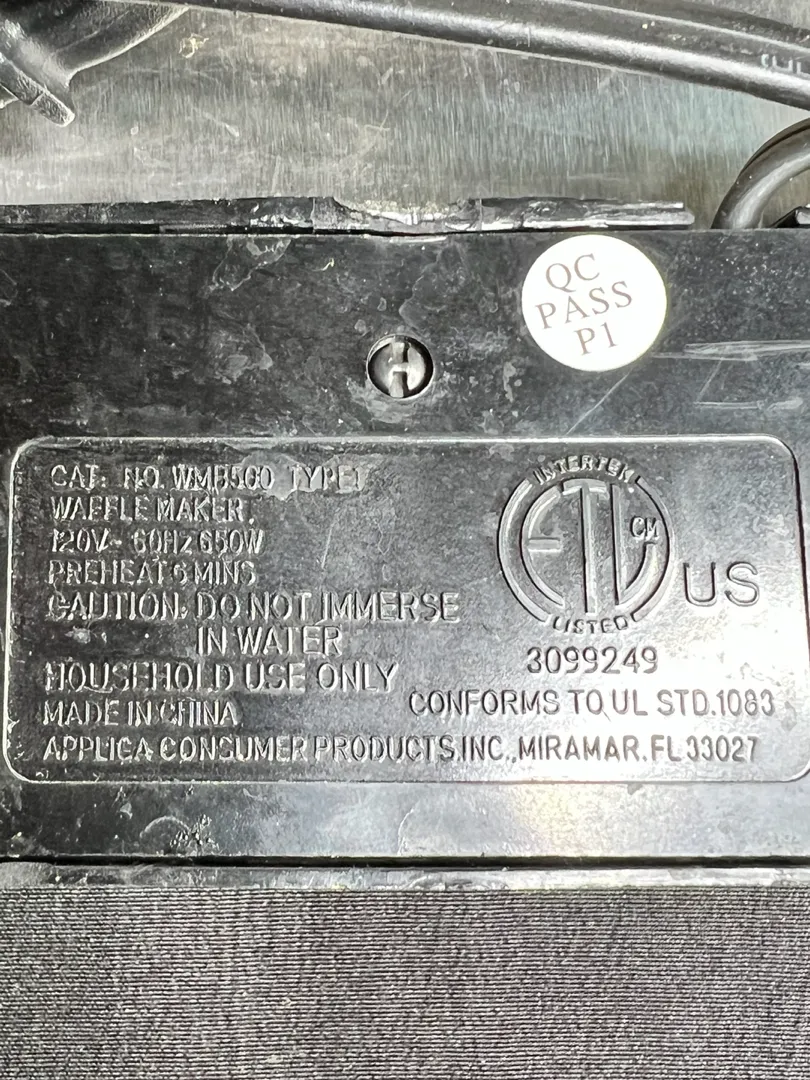 QC
PASS
P1
CAT. NO. WMB500 TYPE1
WAFFLE MAKER.
120V~ 60Hz 650W
PREHEAT 6 MINS
CAUTION: DO NOT IMMERSE
IN WATER
HOUSEHOLD USE ONLY
MADE IN CHINA
APPLICA CONSUMER PRODUCTS.INC.,MIRAMAR.FL 33027
INTERTEK
ETL CM
US
LISTED
3099249
CONFORMS TO UL STD.1083